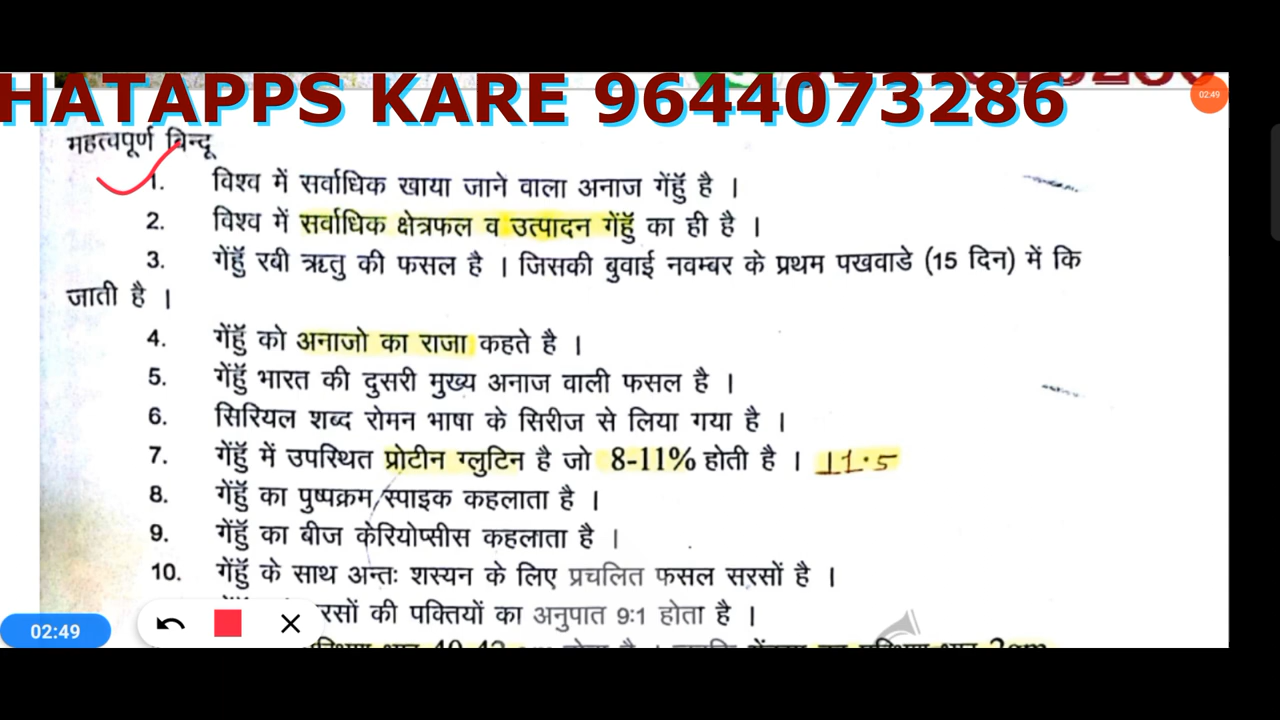 HATAPPS KARE 9644073286
02:49
महत्वपूर्ण बिन्दू
1. विश्व में सर्वाधिक खाया जाने वाला अनाज गेंहूँ है ।
2. विश्व में सर्वाधिक क्षेत्रफल व उत्पादन गेंहूँ का ही है ।
3. गेंहूँ रबी ऋतु की फसल है । जिसकी बुवाई नवम्बर के प्रथम पखवाडे (15 दिन) में कि
जाती है ।
4. गेंहूँ को अनाजो का राजा कहते है ।
5. गेंहूँ भारत की दुसरी मुख्य अनाज वाली फसल है ।
6. सिरियल शब्द रोमन भाषा के सिरीज से लिया गया है ।
7. गेंहूँ में उपस्थित प्रोटीन ग्लुटिन है जो 8-11% होती है । 11.5
8. गेंहूँ का पुष्पक्रम स्पाइक कहलाता है ।
9. गेंहूँ का बीज केरियोप्सीस कहलाता है ।
10. गेंहूँ के साथ अन्तः शस्यन के लिए प्रचलित फसल सरसों है ।
रसों की पक्तियों का अनुपात 9:1 होता है ।
02:49